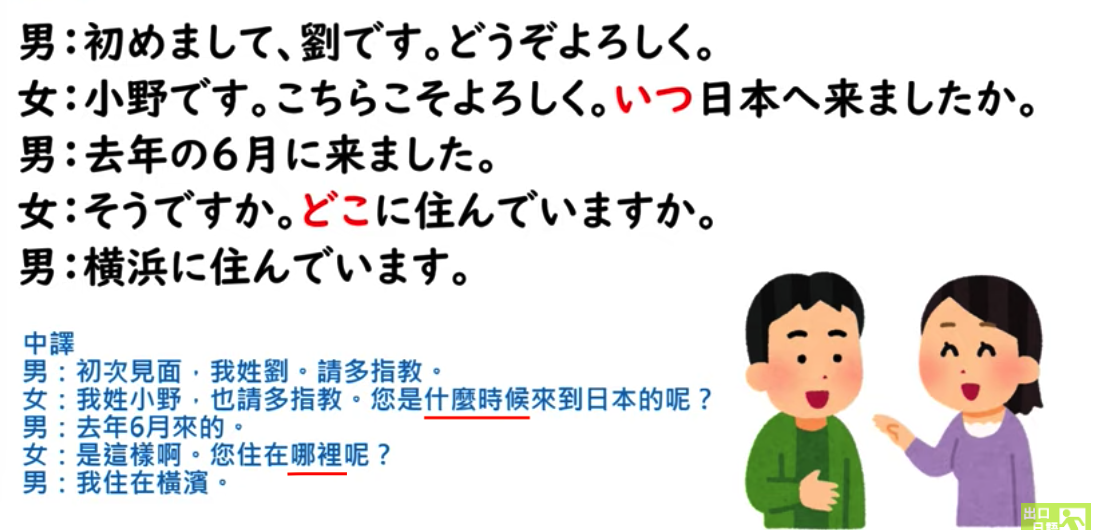 男：初めまして、劉です。どうぞよろしく。
女：小野です。こちらこそよろしく。いつ日本へ来ましたか。
男：去年の6月に来ました。
女：そうですか。どこに住んでいますか。
男：横浜に住んでいます。
中譯
男：初次見面，我姓劉。請多指教。
女：我姓小野，也請多指教。您是什麼時候來到日本的呢？
男：去年6月來的。
女：是這樣啊。您住在哪裡呢？
男：我住在橫濱。
出口